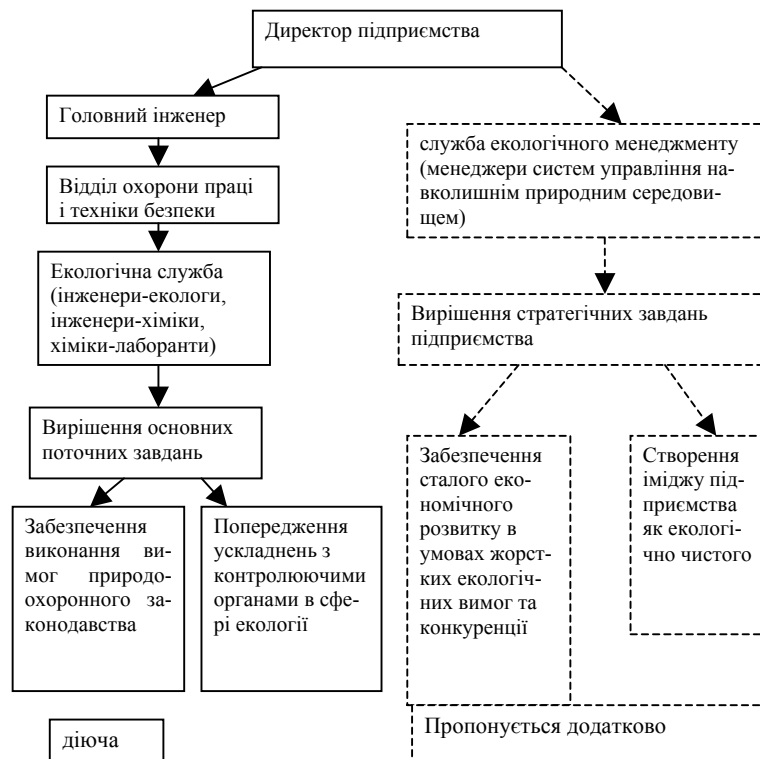 Директор підприємства
Головний інженер
Відділ охорони праці
і техніки безпеки
Екологічна служба
(інженери-екологи,
інженери-хіміки,
хіміки-лаборанти)
Вирішення основних
поточних завдань
Забезпечення
виконання ви-
мог природо-
охоронного за-
конодавства
Попередження
ускладнень з
контролюючими
органами в сфе-
рі екології
служба екологічного менеджменту
(менеджери систем управління на-
вколишнім природним середови-
щем)
Вирішення стратегічних завдань
підприємства
Забезпечення
сталого еко-
номічного
розвитку в
умовах жорст-
ких екологіч-
них вимог та
конкуренції
Створення
іміджу під-
приємства
як екологі-
чно чистого
діюча
Пропонується додатково